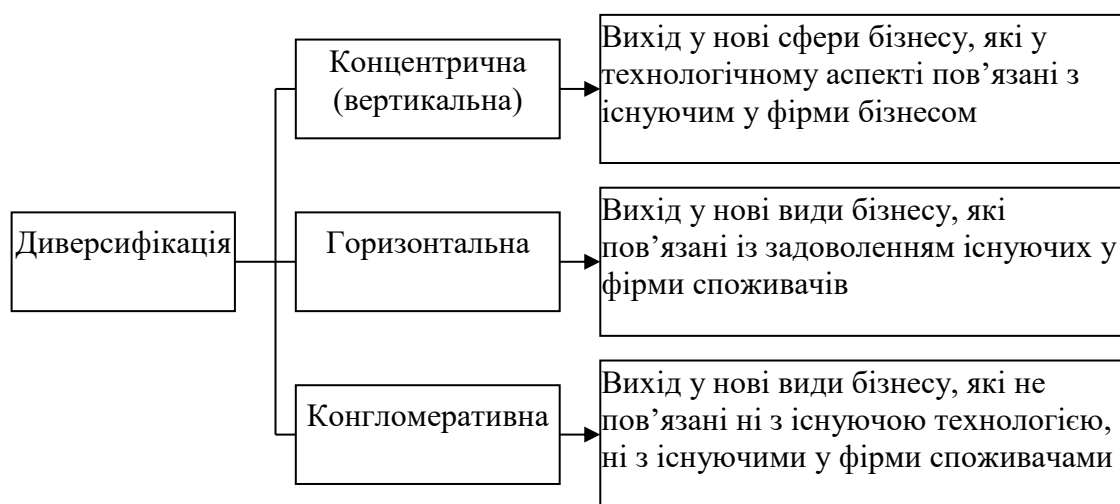 Диверсифікація
Концентрична
(вертикальна)
Вихід у нові сфери бізнесу, які у
технологічному аспекті пов’язані з
існуючим у фірми бізнесом
Горизонтальна
Вихід у нові види бізнесу, які
пов’язані із задоволенням існуючих у
фірми споживачів
Конгломеративна
Вихід у нові види бізнесу, які не
пов’язані ні з існуючою технологією,
ні з існуючими у фірми споживачами